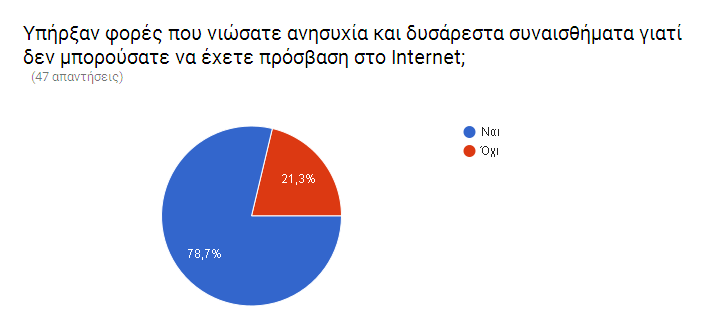 Υπήρξαν φορές που νιώσατε ανησυχία και δυσάρεστα συναισθήματα γιατί
δεν μπορούσατε να έχετε πρόσβαση στο Internet;
(47 απαντήσεις)
Ναι
Όχι
21,3%
78,7%